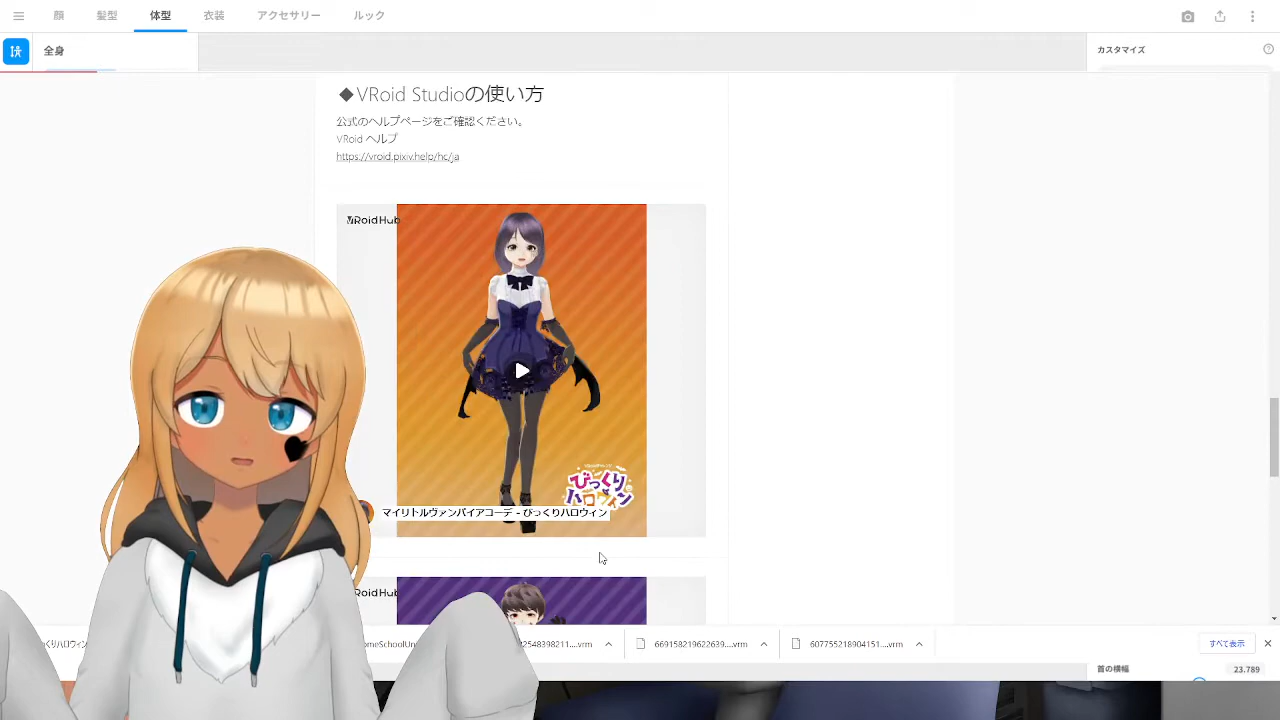 顔 髪型 体型 衣装 アクセサリー ルック
全身
カスタマイズ
◆VRoid Studioの使い方
公式のヘルプページをご確認ください。
VRoid ヘルプ
https://vroid.pixiv.help/hc/ja
VRoidHub
びっくり
ハロウィン
マイリトルヴァンパイアコーデ - びっくりハロウィン
RoidHub
2548398211....vrm
669158219622639....vrm
607755218904151....vrm
すべて表示
首の横幅 23.789